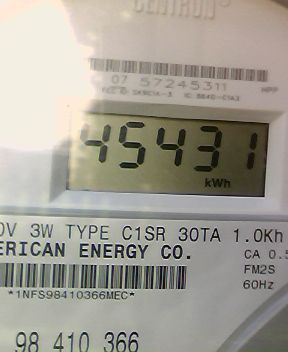 CENTRON®
07 57245311
HPP
45431
kWh
0V 3W TYPE C1SR 30TA 1.0Kh
ERICAN ENERGY CO.
CA 0.5
FM2S
60Hz
*1NFS98410366MEC*
98 410 366